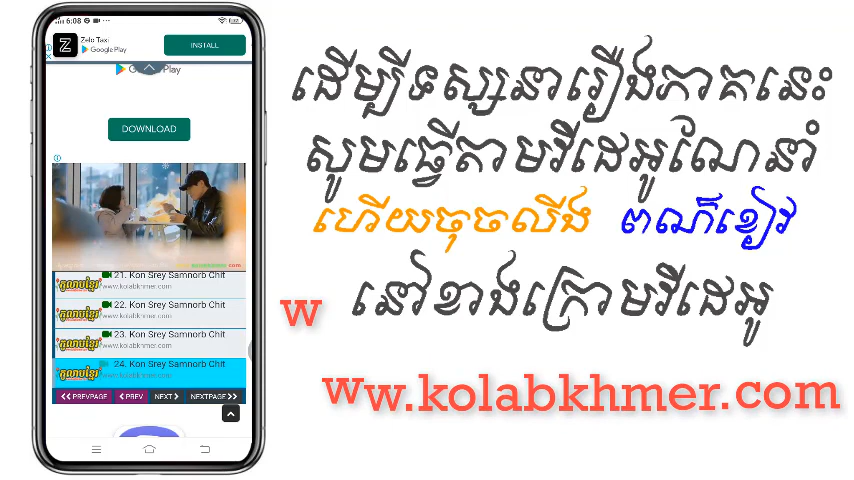 6:08
Zelo Taxi
Google Play
INSTALL
Google Play
DOWNLOAD
21. Kon Srey Samnorb Chit
www.kolabkhmer.com
22. Kon Srey Samnorb Chit
www.kolabkhmer.com
23. Kon Srey Samnorb Chit
www.kolabkhmer.com
24. Kon Srey Samnorb Chit
www.kolabkhmer.com
PREVPAGE PREV NEXT NEXTPAGE
ដើម្បីទស្សនារឿងភាគនេះ
សូមធ្វើតាមវីដេអូណែនាំ
ហើយចុចលីង ពណ៌ខៀវ
នៅខាងក្រោមវីដេអូ
www.kolabkhmer.com